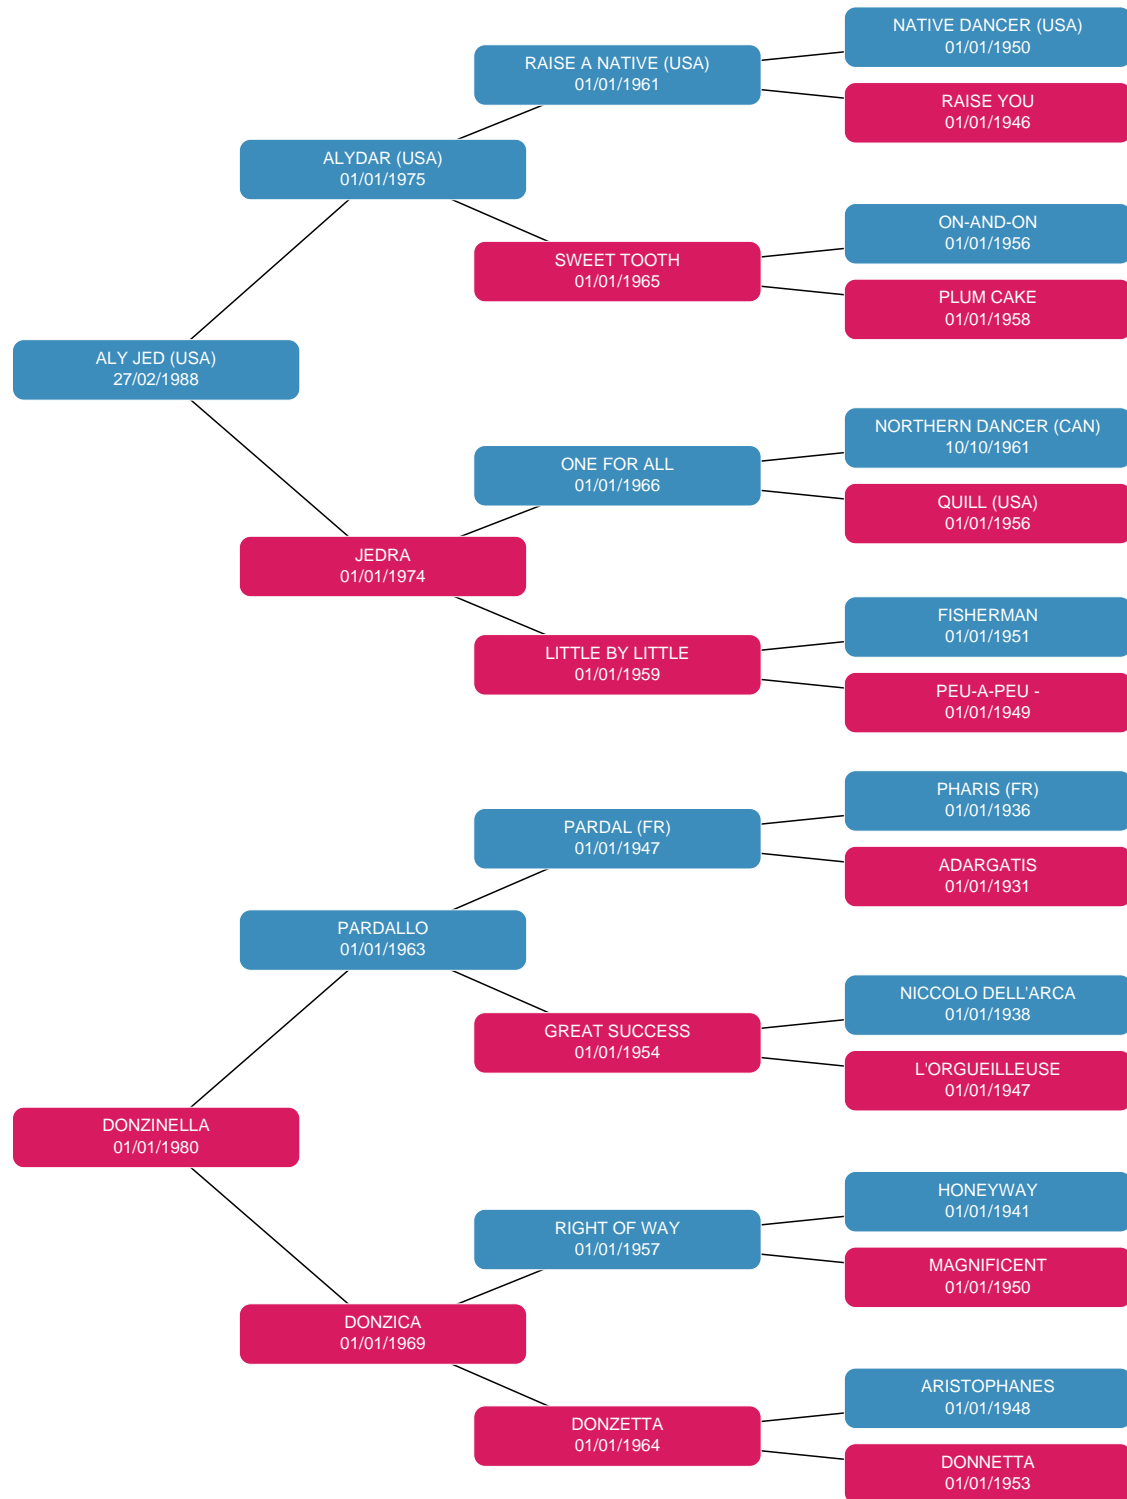 NATIVE DANCER (USA)
01/01/1950
RAISE A NATIVE (USA)
01/01/1961
RAISE YOU
01/01/1946
ALYDAR (USA)
01/01/1975
ON-AND-ON
01/01/1956
SWEET TOOTH
01/01/1965
PLUM CAKE
01/01/1958
ALY JED (USA)
27/02/1988
NORTHERN DANCER (CAN)
10/10/1961
ONE FOR ALL
01/01/1966
QUILL (USA)
01/01/1956
JEDRA
01/01/1974
FISHERMAN
01/01/1951
LITTLE BY LITTLE
01/01/1959
PEU-A-PEU -
01/01/1949
PHARIS (FR)
01/01/1936
PARDAL (FR)
01/01/1947
ADARGATIS
01/01/1931
PARDALLO
01/01/1963
NICCOLO DELL'ARCA
01/01/1938
GREAT SUCCESS
01/01/1954
L'ORGUEILLEUSE
01/01/1947
DONZINELLA
01/01/1980
HONEYWAY
01/01/1941
RIGHT OF WAY
01/01/1957
MAGNIFICENT
01/01/1950
DONZICA
01/01/1969
ARISTOPHANES
01/01/1948
DONZETTA
01/01/1964
DONNETTA
01/01/1953